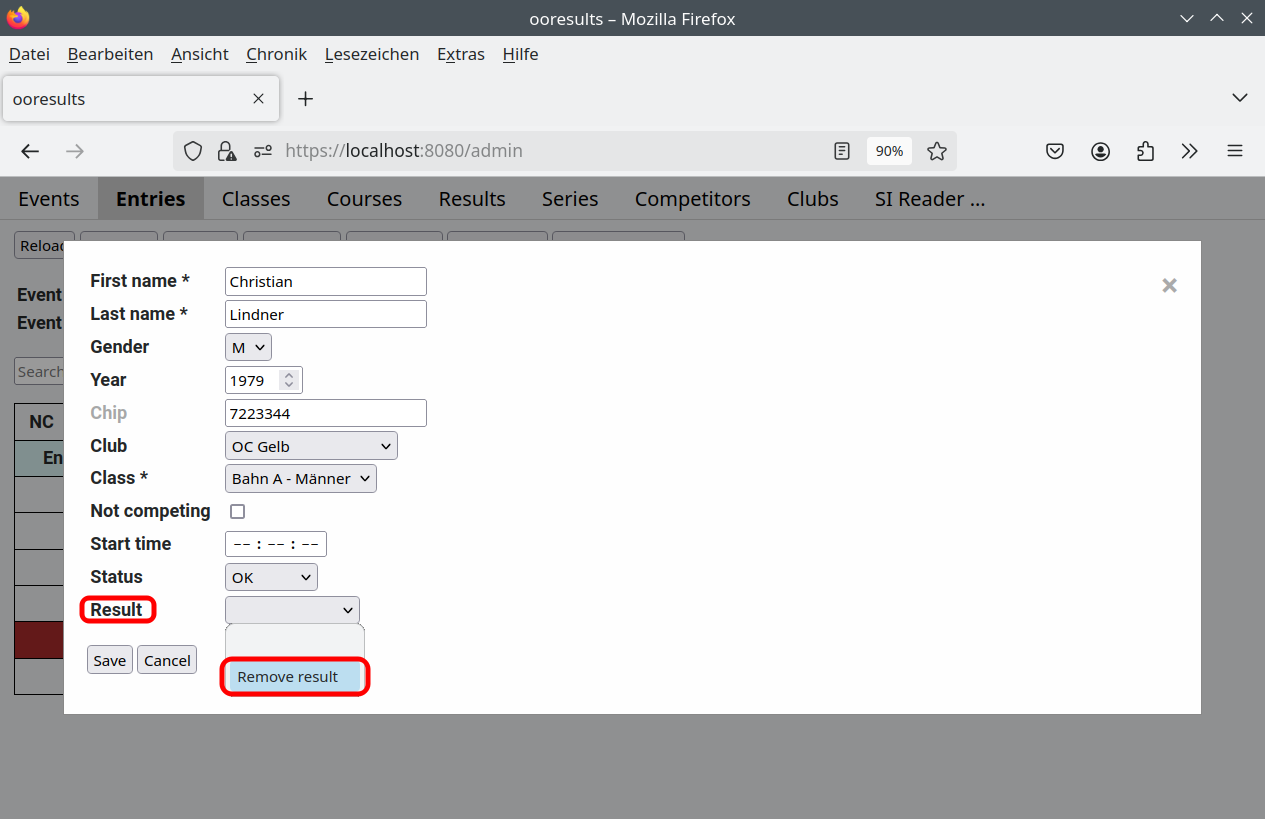 ooresults – Mozilla Firefox
Datei Bearbeiten Ansicht Chronik Lesezeichen Extras Hilfe
ooresults
https://localhost:8080/admin 90%
Events Entries Classes Courses Results Series Competitors Clubs SI Reader ...
Reload
Event
Event
Search
NC
En
First name * Christian
Last name * Lindner
Gender M
Year 1979
Chip 7223344
Club OC Gelb
Class * Bahn A - Männer
Not competing
Start time -- : -- : --
Status OK
Result
Save Cancel
Remove result